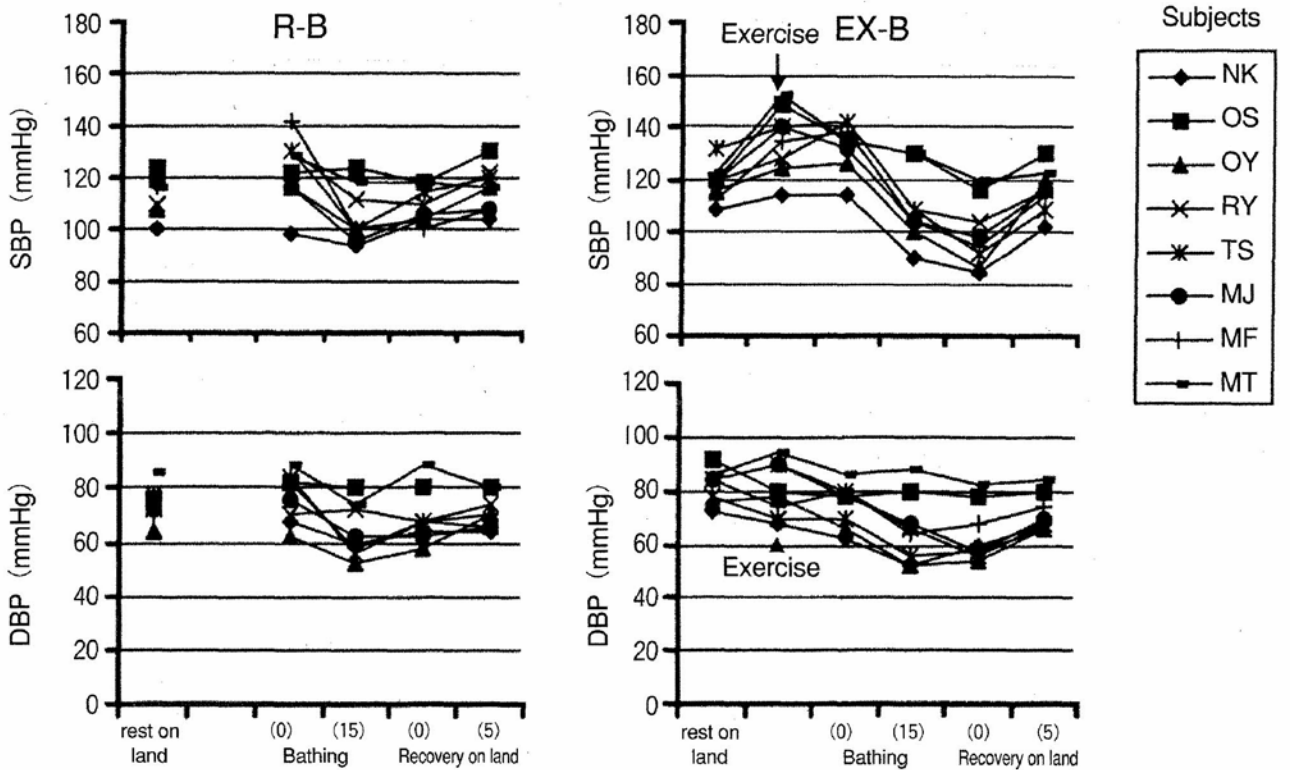 R-B
SBP (mmHg)
180
160
140
120
100
80
60
Exercise
EX-B
SBP (mmHg)
180
160
140
120
100
80
60
Subjects
NK
OS
OY
RY
TS
MJ
MF
MT
DBP (mmHg)
120
100
80
60
40
20
0
rest on
land
(0) (15) (0) (5)
Bathing Recovery on land
DBP (mmHg)
120
100
80
60
40
20
0
Exercise
rest on
land
(0) (15) (0) (5)
Bathing Recovery on land